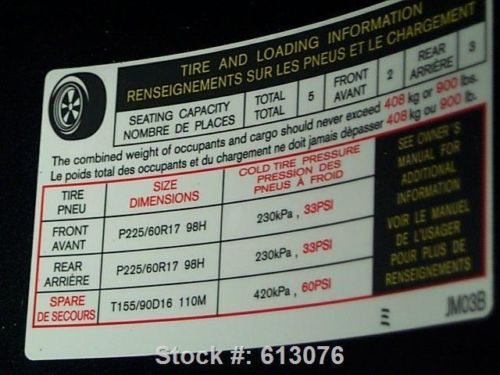 TIRE AND LOADING INFORMATION
RENSEIGNEMENTS SUR LES PNEUS ET LE CHARGEMENT
SEATING CAPACITY
NOMBRE DE PLACES
TOTAL
TOTAL
5
FRONT
AVANT
2
REAR
ARRIÈRE
3
The combined weight of occupants and cargo should never exceed 408 kg or 900 lbs.
Le poids total des occupants et du chargement ne doit jamais dépasser 408 kg ou 900 lb.
TIRE
PNEU
SIZE
DIMENSIONS
COLD TIRE PRESSURE
PRESSION DES
PNEUS À FROID
FRONT
AVANT
P225/60R17 98H
230kPa , 33PSI
REAR
ARRIÈRE
P225/60R17 98H
230kPa , 33PSI
SPARE
DE SECOURS
T155/90D16 110M
420kPa , 60PSI
SEE OWNER'S
MANUAL FOR
ADDITIONAL
INFORMATION
VOIR LE MANUEL
DE L'USAGER
POUR PLUS DE
RENSEIGNEMENTS
JM03B
Stock #: 613076